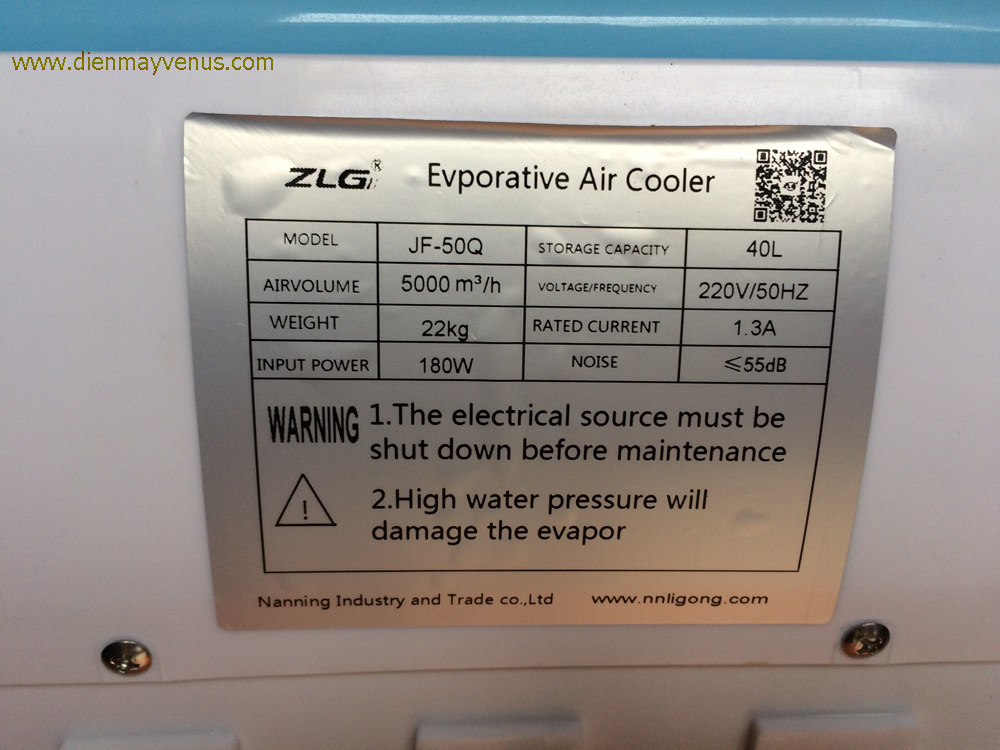 www.dienmayvenus.com
ZLG® Evporative Air Cooler
MODEL JF-50Q STORAGE CAPACITY 40L
AIRVOLUME 5000 m³/h VOLTAGE/FREQUENCY 220V/50HZ
WEIGHT 22kg RATED CURRENT 1.3A
INPUT POWER 180W NOISE ≤55dB
WARNING 1.The electrical source must be
shut down before maintenance
! 2.High water pressure will
damage the evapor
Nanning Industry and Trade co.,Ltd www.nnligong.com